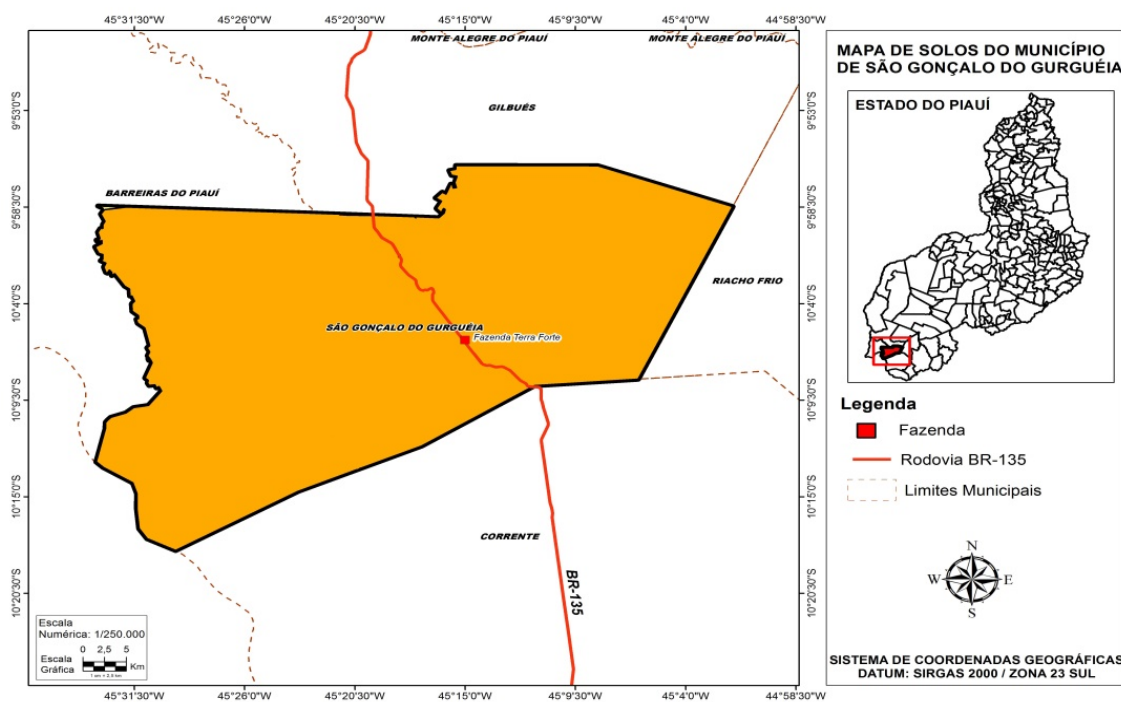 45°31'30"W 45°26'0"W 45°20'30"W 45°15'0"W 45°9'30"W 45°4'0"W 44°58'30"W
MONTE ALEGRE DO PIAUÍ
MONTE ALEGRE DO PIAUÍ
GILBUÉS
BARREIRAS DO PIAUÍ
RIACHO FRIO
SÃO GONÇALO DO GURGUÉIA
Fazenda Terra Forte
CORRENTE
BR-135
9°53'0"S
9°58'30"S
10°4'0"S
10°9'30"S
10°15'0"S
10°20'30"S
9°53'0"S
9°58'30"S
10°4'0"S
10°9'30"S
10°15'0"S
10°20'30"S
Escala
Numérica: 1/250.000
0 2,5 5
Escala
Gráfica
Km
1 cm = 2,5 km
45°31'30"W 45°26'0"W 45°20'30"W 45°15'0"W 45°9'30"W 45°4'0"W 44°58'30"W
MAPA DE SOLOS DO MUNICÍPIO
DE SÃO GONÇALO DO GURGUÉIA
ESTADO DO PIAUÍ
Legenda
Fazenda
Rodovia BR-135
Limites Municipais
N
W E
S
SISTEMA DE COORDENADAS GEOGRÁFICAS
DATUM: SIRGAS 2000 / ZONA 23 SUL